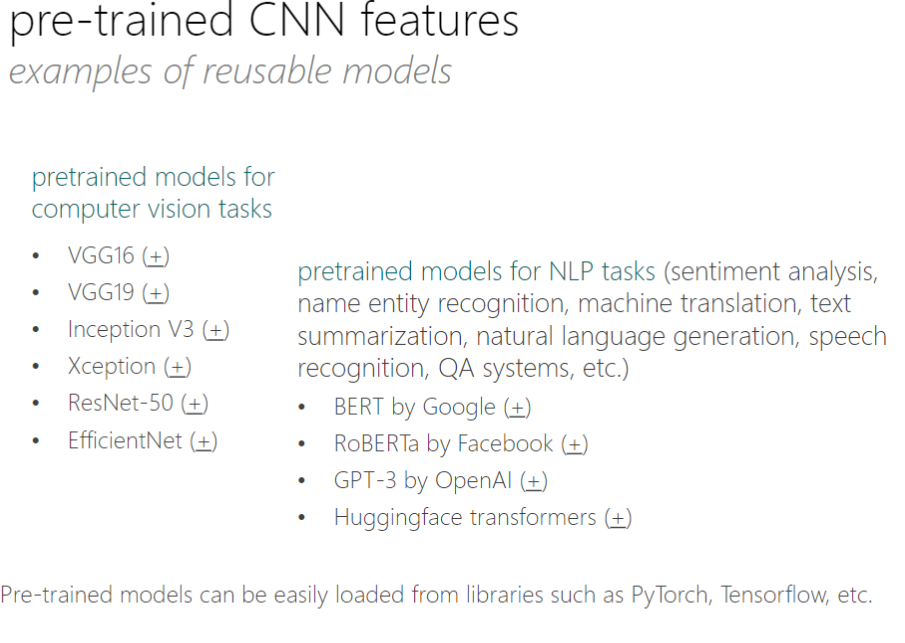 pre-trained CNN features
examples of reusable models
pretrained models for
computer vision tasks
• VGG16 (+)
• VGG19 (+)
• Inception V3 (+)
• Xception (+)
• ResNet-50 (+)
• EfficientNet (+)
pretrained models for NLP tasks (sentiment analysis,
name entity recognition, machine translation, text
summarization, natural language generation, speech
recognition, QA systems, etc.)
• BERT by Google (+)
• RoBERTa by Facebook (+)
• GPT-3 by OpenAI (+)
• Huggingface transformers (+)
Pre-trained models can be easily loaded from libraries such as PyTorch, Tensorflow, etc.